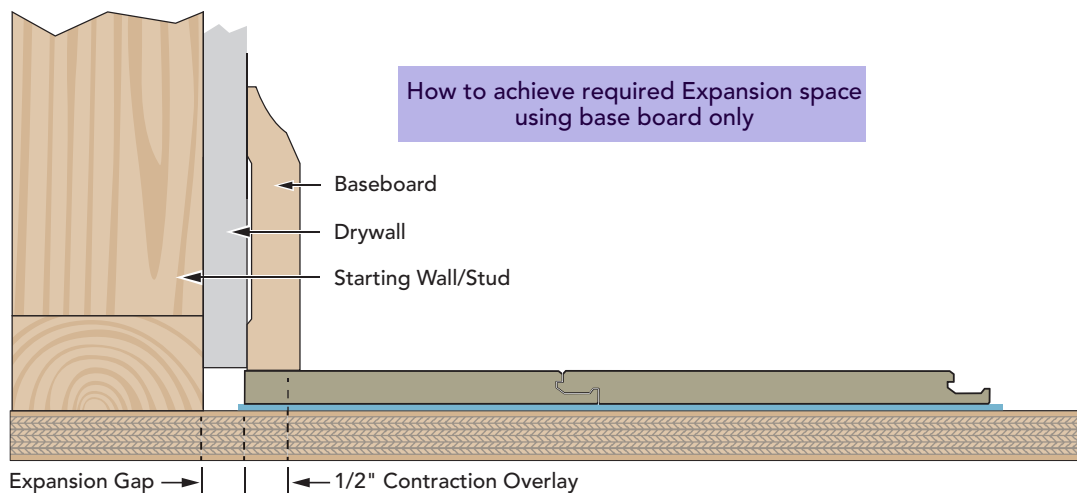 How to achieve required Expansion space
using base board only
Baseboard
Drywall
Starting Wall/Stud
Expansion Gap
1/2" Contraction Overlay